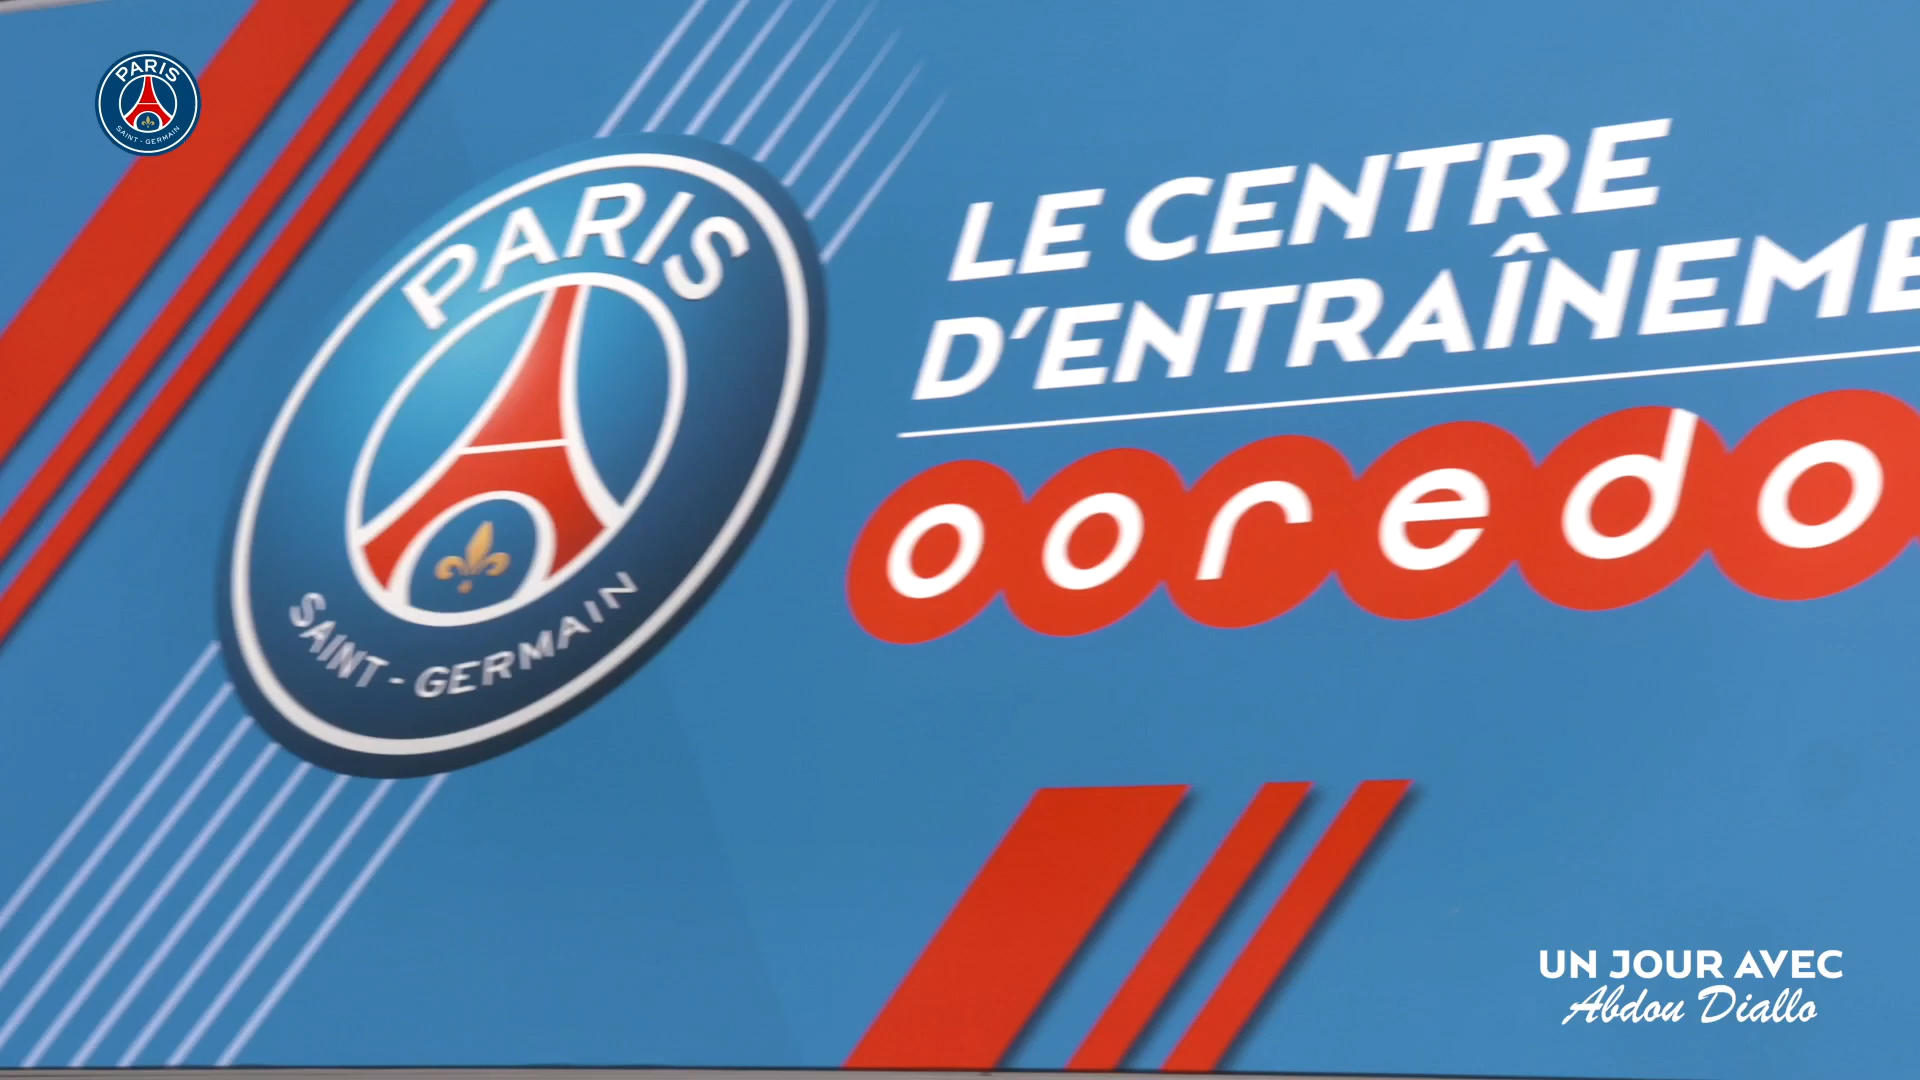 PARIS
SAINT - GERMAIN
PARIS
SAINT - GERMAIN
LE CENTRE
D'ENTRAÎNEME
ooredo
UN JOUR AVEC
Abdou Diallo